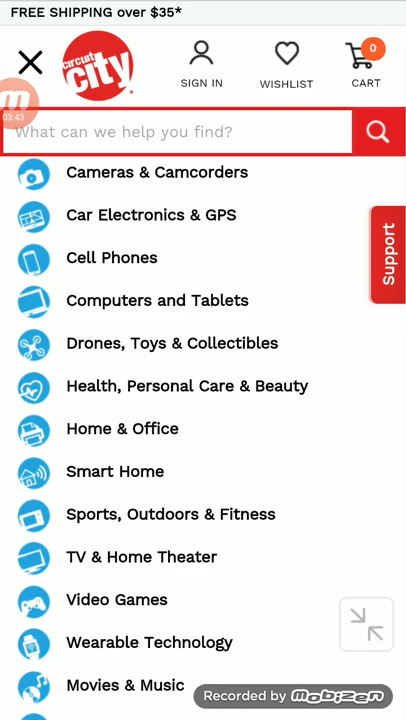 FREE SHIPPING over $35*
circuit
city
SIGN IN
WISHLIST
0
CART
03:43
What can we help you find?
Cameras & Camcorders
Car Electronics & GPS
Support
Cell Phones
Computers and Tablets
Drones, Toys & Collectibles
Health, Personal Care & Beauty
Home & Office
Smart Home
Sports, Outdoors & Fitness
TV & Home Theater
Video Games
Wearable Technology
Movies & Music
Recorded by mobizen